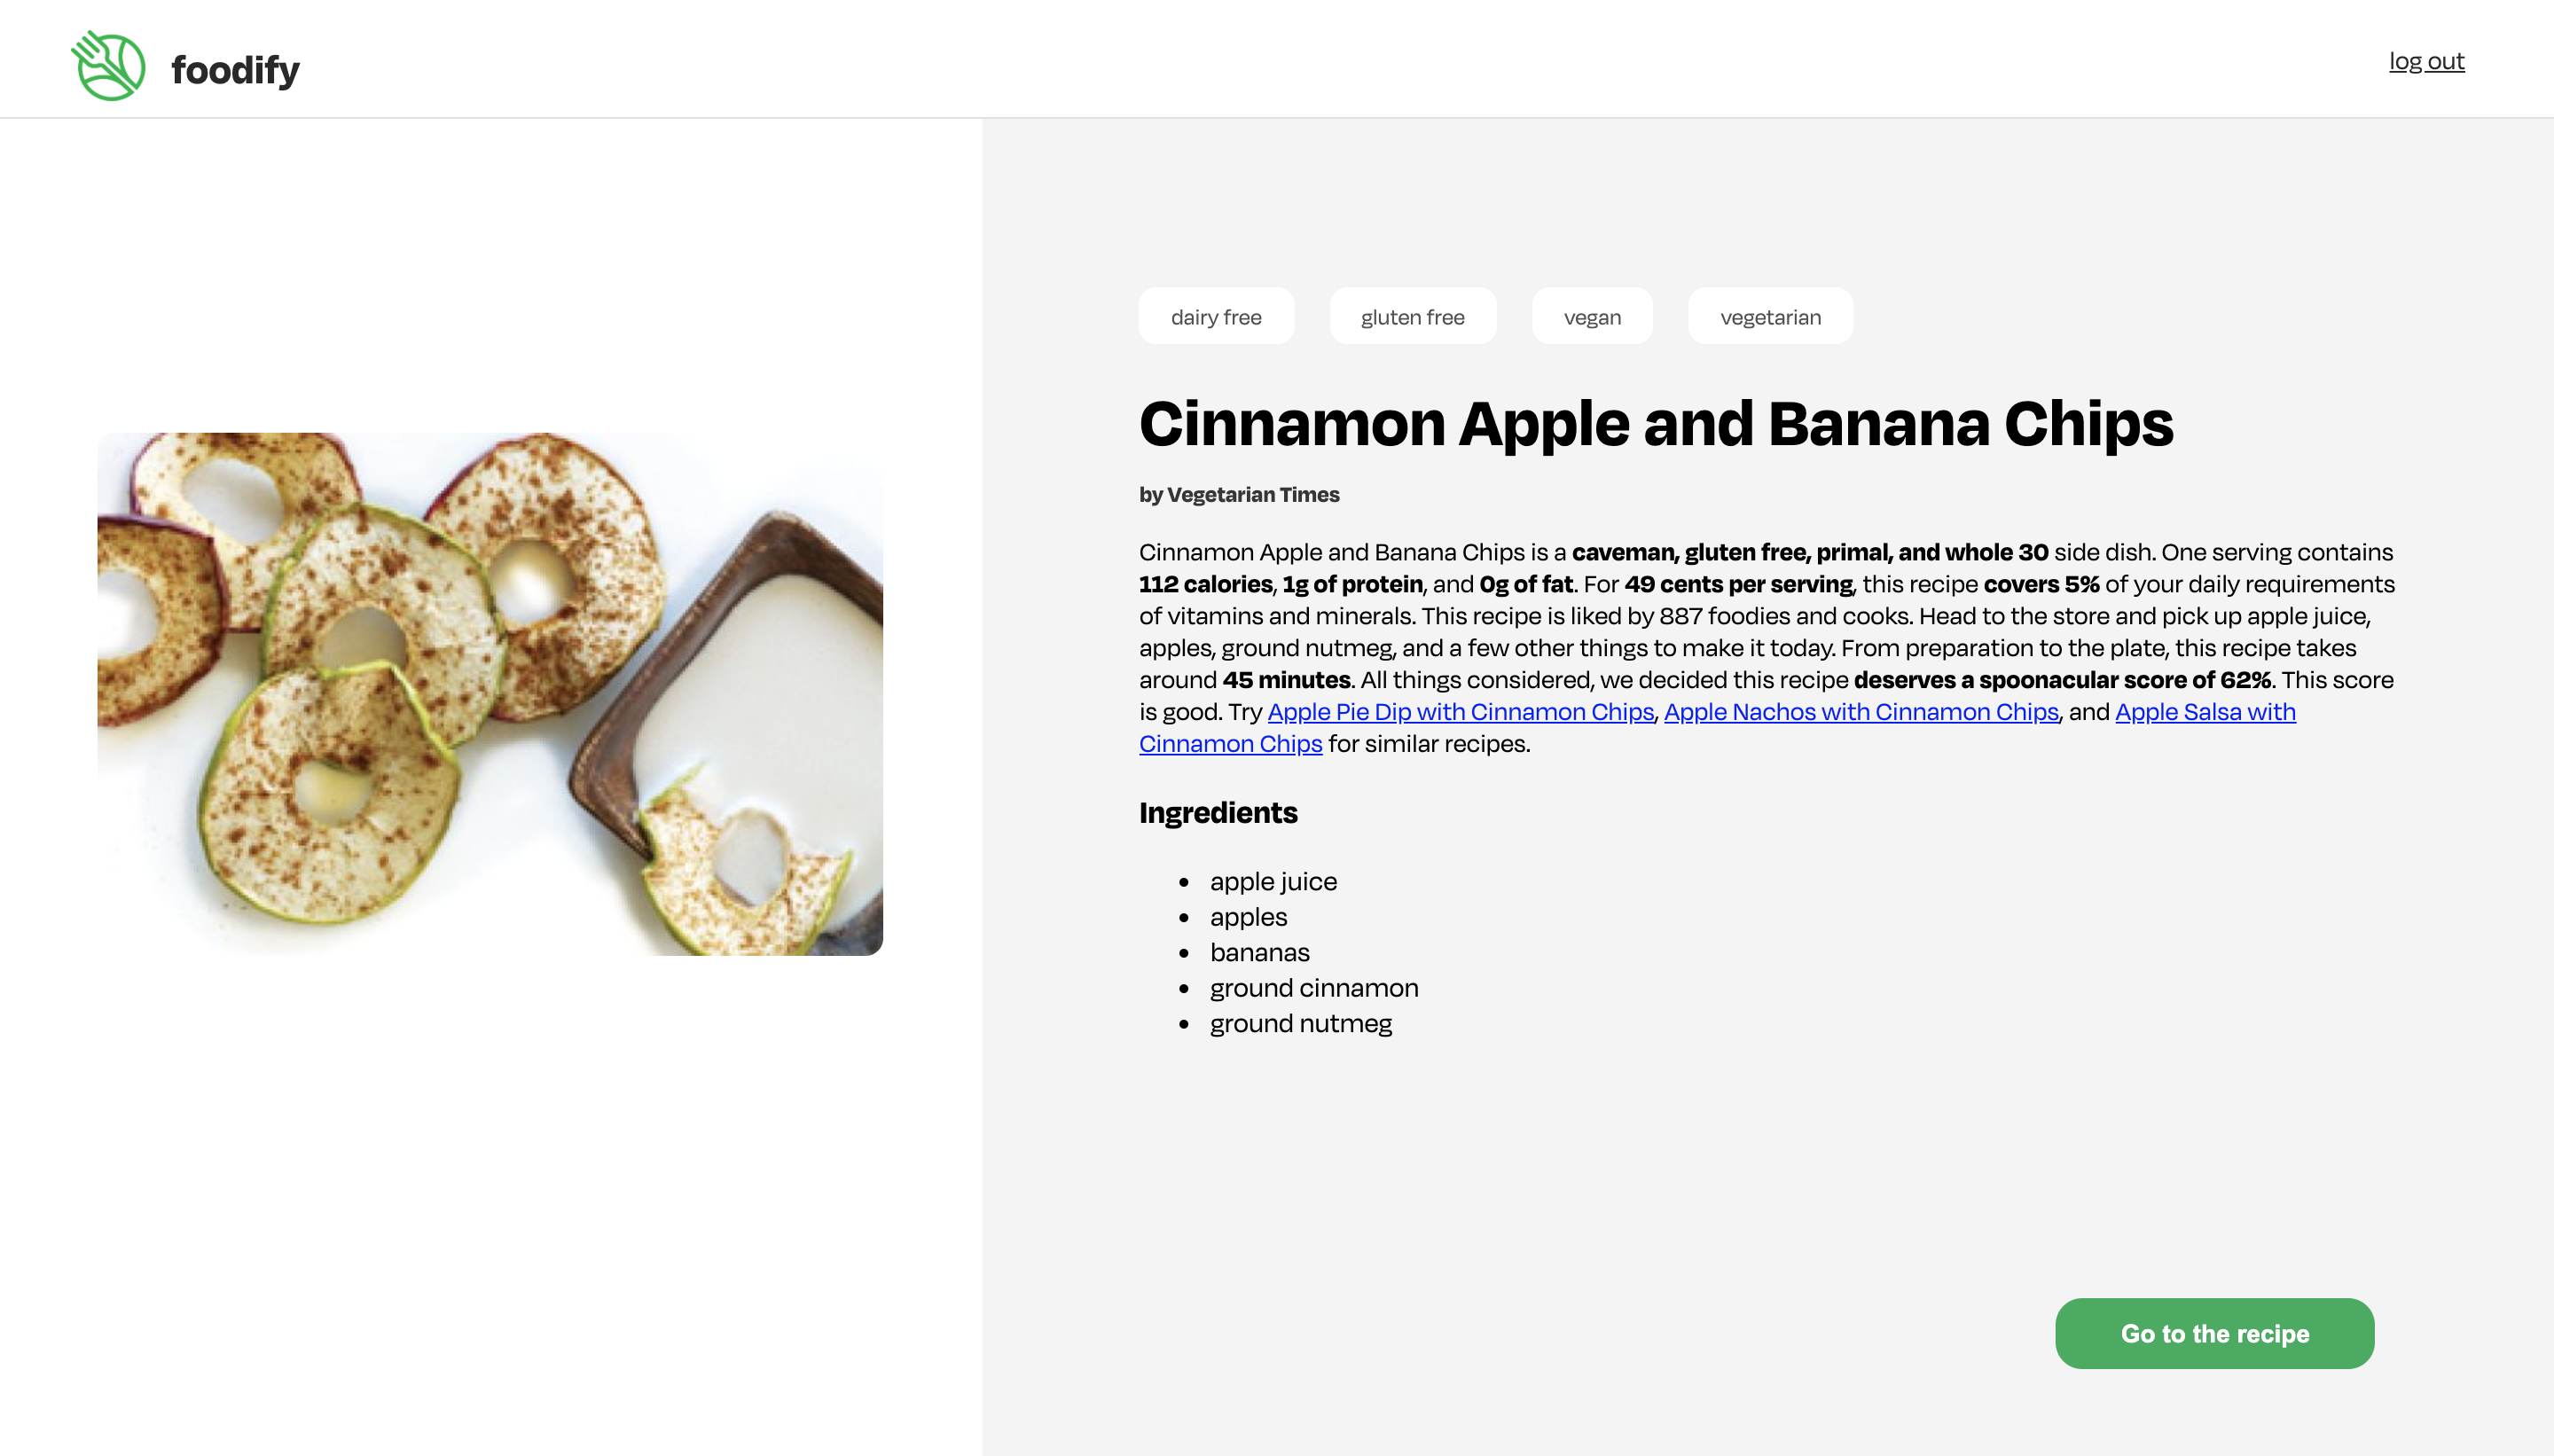 foodify
log out
dairy free
gluten free
vegan
vegetarian
Cinnamon Apple and Banana Chips
by Vegetarian Times
Cinnamon Apple and Banana Chips is a caveman, gluten free, primal, and whole 30 side dish. One serving contains
112 calories, 1g of protein, and 0g of fat. For 49 cents per serving, this recipe covers 5% of your daily requirements
of vitamins and minerals. This recipe is liked by 887 foodies and cooks. Head to the store and pick up apple juice,
apples, ground nutmeg, and a few other things to make it today. From preparation to the plate, this recipe takes
around 45 minutes. All things considered, we decided this recipe deserves a spoonacular score of 62%. This score
is good. Try Apple Pie Dip with Cinnamon Chips, Apple Nachos with Cinnamon Chips, and Apple Salsa with
Cinnamon Chips for similar recipes.
Ingredients
• apple juice
• apples
• bananas
• ground cinnamon
• ground nutmeg
Go to the recipe